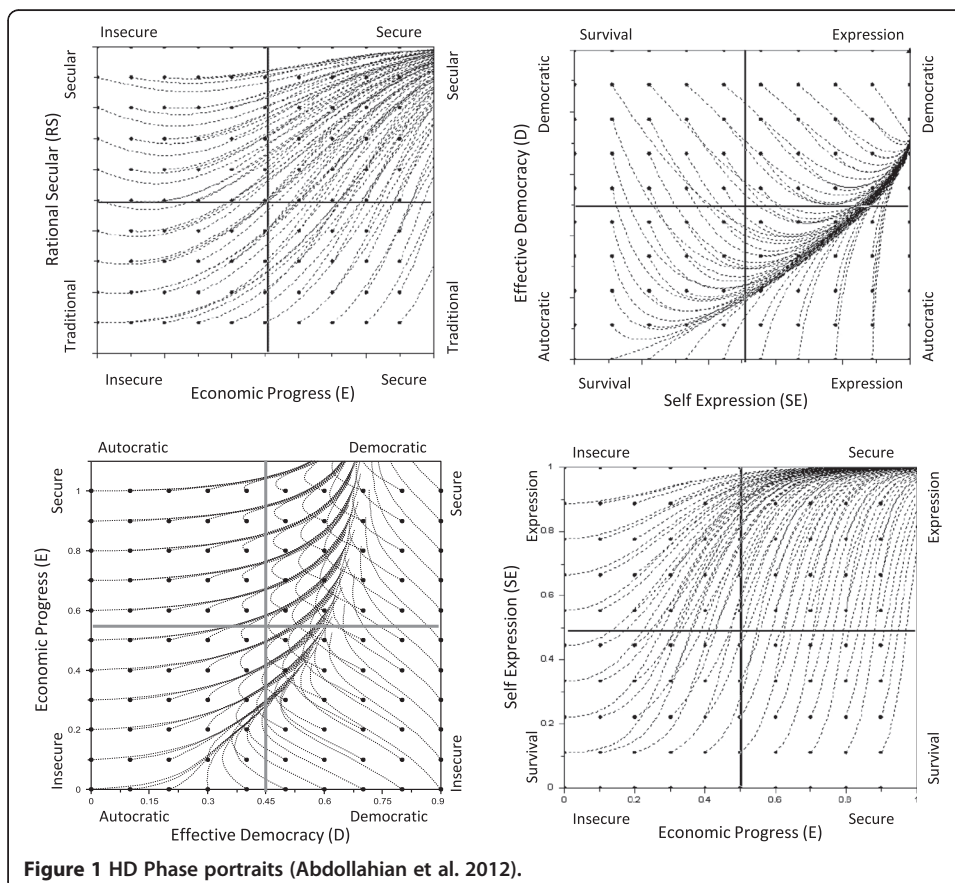 Insecure Secure
Secular Secular
Rational Secular (RS)
Traditional Traditional
Insecure Secure
Economic Progress (E)
Survival Expression
Democratic Democratic
Effective Democracy (D)
Autocratic Autocratic
Survival Expression
Self Expression (SE)
Autocratic Democratic
Secure Secure
Economic Progress (E)
Insecure Insecure
1
0.8
0.6
0.4
0.2
0
0 0.15 0.3 0.45 0.6 0.75 0.9
Autocratic Democratic
Effective Democracy (D)
Insecure Secure
Expression Expression
Self Expression (SE)
Survival Survival
1
0.8
0.6
0.4
0.2
0
0 0.2 0.4 0.6 0.8 1
Insecure Secure
Economic Progress (E)
Figure 1 HD Phase portraits (Abdollahian et al. 2012).